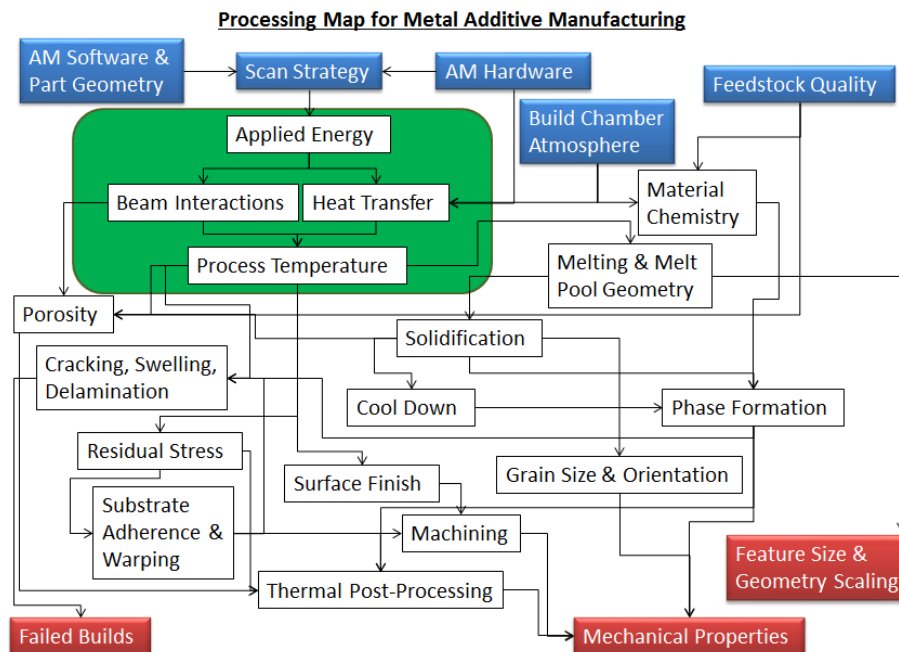 Processing Map for Metal Additive Manufacturing
AM Software &
Part Geometry
Scan Strategy
AM Hardware
Feedstock Quality
Build Chamber
Atmosphere
Applied Energy
Material
Chemistry
Beam Interactions
Heat Transfer
Process Temperature
Melting & Melt
Pool Geometry
Porosity
Solidification
Cracking, Swelling,
Delamination
Cool Down
Phase Formation
Residual Stress
Surface Finish
Grain Size & Orientation
Substrate
Adherence &
Warping
Machining
Feature Size &
Geometry Scaling
Thermal Post-Processing
Failed Builds
Mechanical Properties